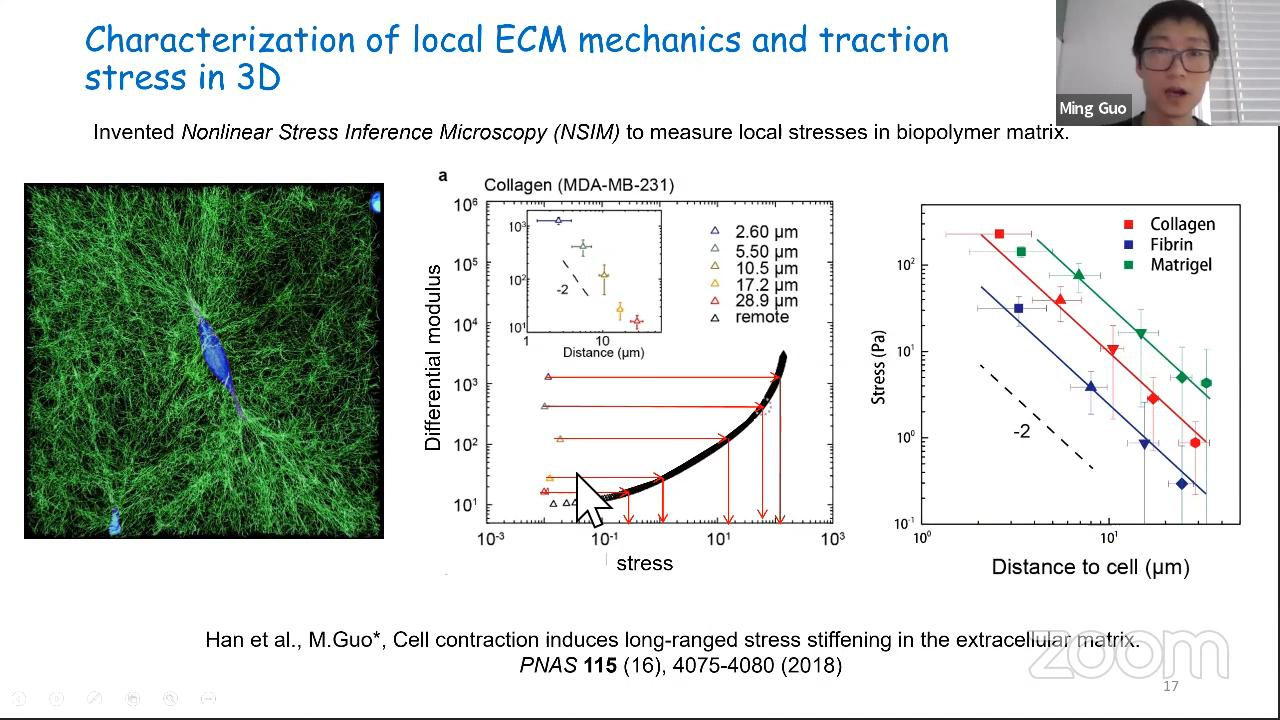 Characterization of local ECM mechanics and traction
stress in 3D
Ming Guo
Invented Nonlinear Stress Inference Microscopy (NSIM) to measure local stresses in biopolymer matrix.
a
Collagen (MDA-MB-231)
Differential modulus
10⁶
10⁵
10⁴
10³
10²
10¹
10³
10²
10¹
-2
1
10
Distance (µm)
2.60 µm
5.50 µm
10.5 µm
17.2 µm
28.9 µm
remote
10⁻³
10⁻¹
10¹
10³
stress
Collagen
Fibrin
Matrigel
Stress (Pa)
10²
10¹
10⁰
10⁻¹
-2
10⁰
10¹
Distance to cell (µm)
Han et al., M.Guo*, Cell contraction induces long-ranged stress stiffening in the extracellular matrix.
PNAS 115 (16), 4075-4080 (2018)
zoom
17